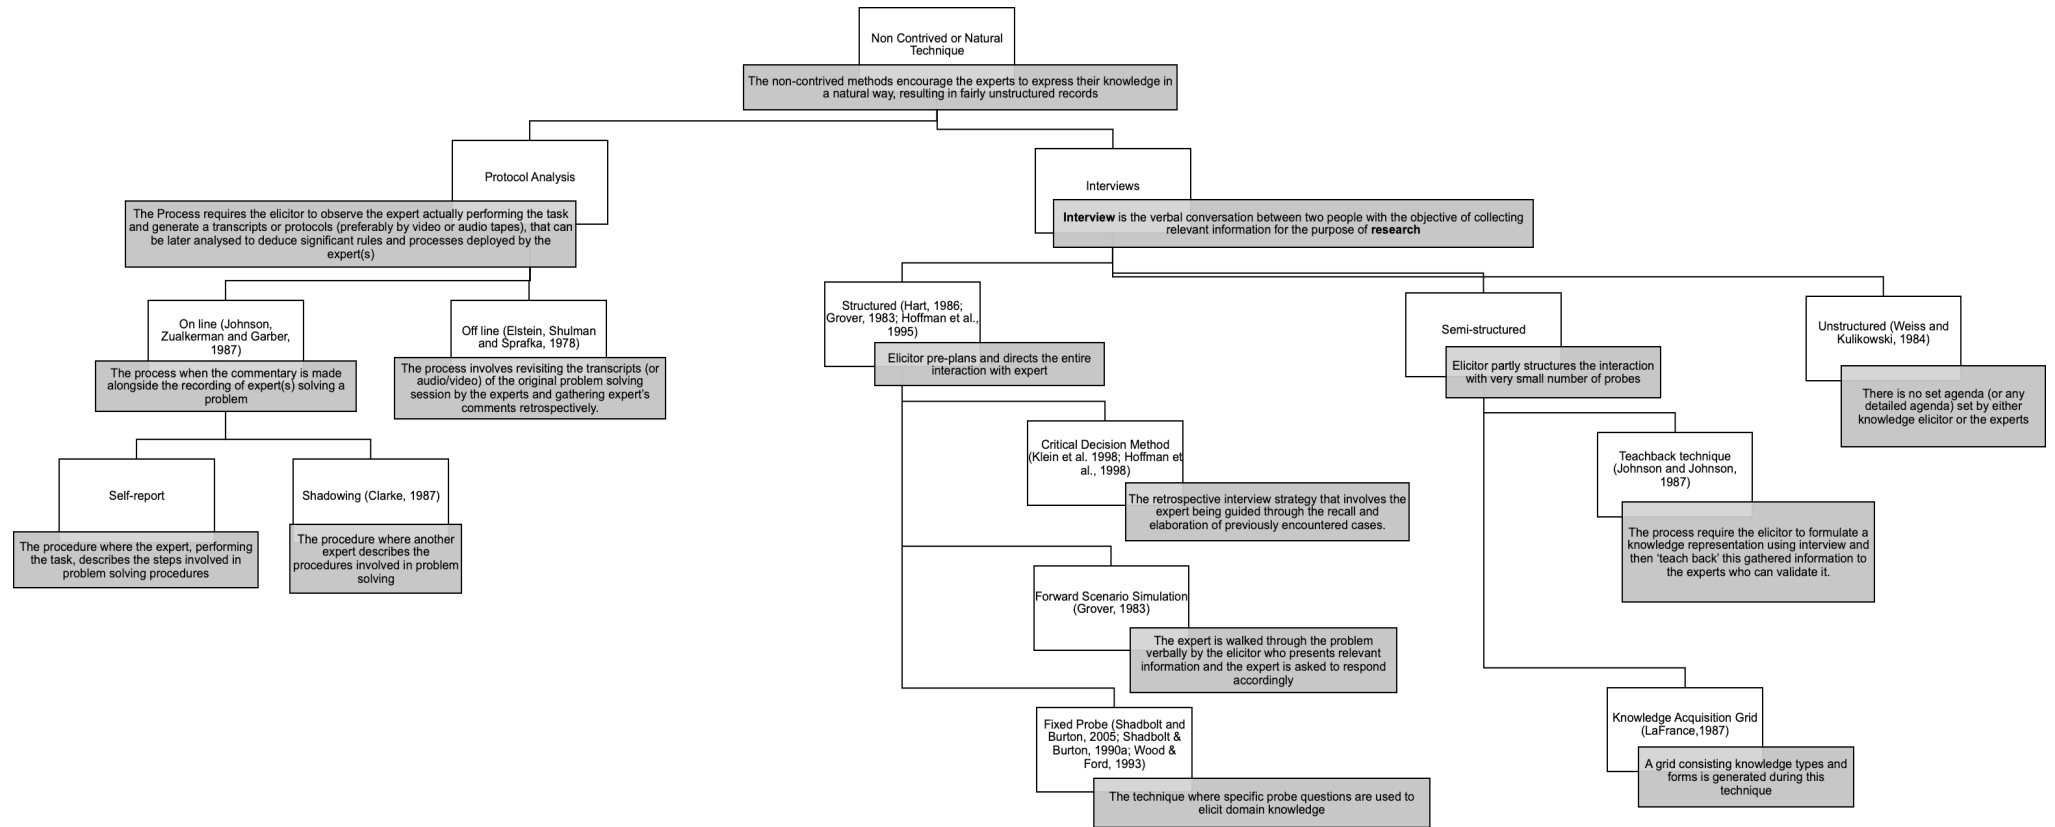 Non Contrived or Natural
Technique
The non-contrived methods encourage the experts to express their knowledge in
a natural way, resulting in fairly unstructured records
Protocol Analysis
The Process requires the elicitor to observe the expert actually performing the task
and generate a transcripts or protocols (preferably by video or audio tapes), that can
be later analysed to deduce significant rules and processes deployed by the
expert(s)
Interviews
Interview is the verbal conversation between two people with the objective of collecting
relevant information for the purpose of research
On line (Johnson,
Zualkerman and Garber,
1987)
The process when the commentary is made
alongside the recording of expert(s) solving a
problem
Off line (Elstein, Shulman
and Sprafka, 1978)
The process involves revisiting the transcripts (or
audio/video) of the original problem solving
session by the experts and gathering expert's
comments retrospectively.
Self-report
The procedure where the expert, performing
the task, describes the steps involved in
problem solving procedures
Shadowing (Clarke, 1987)
The procedure where another
expert describes the
procedures involved in problem
solving
Structured (Hart, 1986;
Grover, 1983; Hoffman et al.,
1995)
Elicitor pre-plans and directs the entire
interaction with expert
Critical Decision Method
(Klein et al. 1998; Hoffman et
al., 1998)
The retrospective interview strategy that involves the
expert being guided through the recall and
elaboration of previously encountered cases.
Forward Scenario Simulation
(Grover, 1983)
The expert is walked through the problem
verbally by the elicitor who presents relevant
information and the expert is asked to respond
accordingly
Fixed Probe (Shadbolt and
Burton, 2005; Shadbolt &
Burton, 1990a; Wood &
Ford, 1993)
The technique where specific probe questions are used to
elicit domain knowledge
Semi-structured
Elicitor partly structures the interaction
with very small number of probes
Teachback technique
(Johnson and Johnson,
1987)
The process require the elicitor to formulate a
knowledge representation using interview and
then ‘teach back’ this gathered information to
the experts who can validate it.
Knowledge Acquisition Grid
(LaFrance,1987)
A grid consisting knowledge types and
forms is generated during this
technique
Unstructured (Weiss and
Kulikowski, 1984)
There is no set agenda (or any
detailed agenda) set by either
knowledge elicitor or the experts